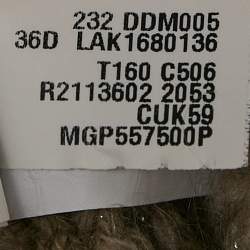 232 DDM005
36D LAK1680136
T160 C506
R2113602 2053
CUK59
MGP557500P